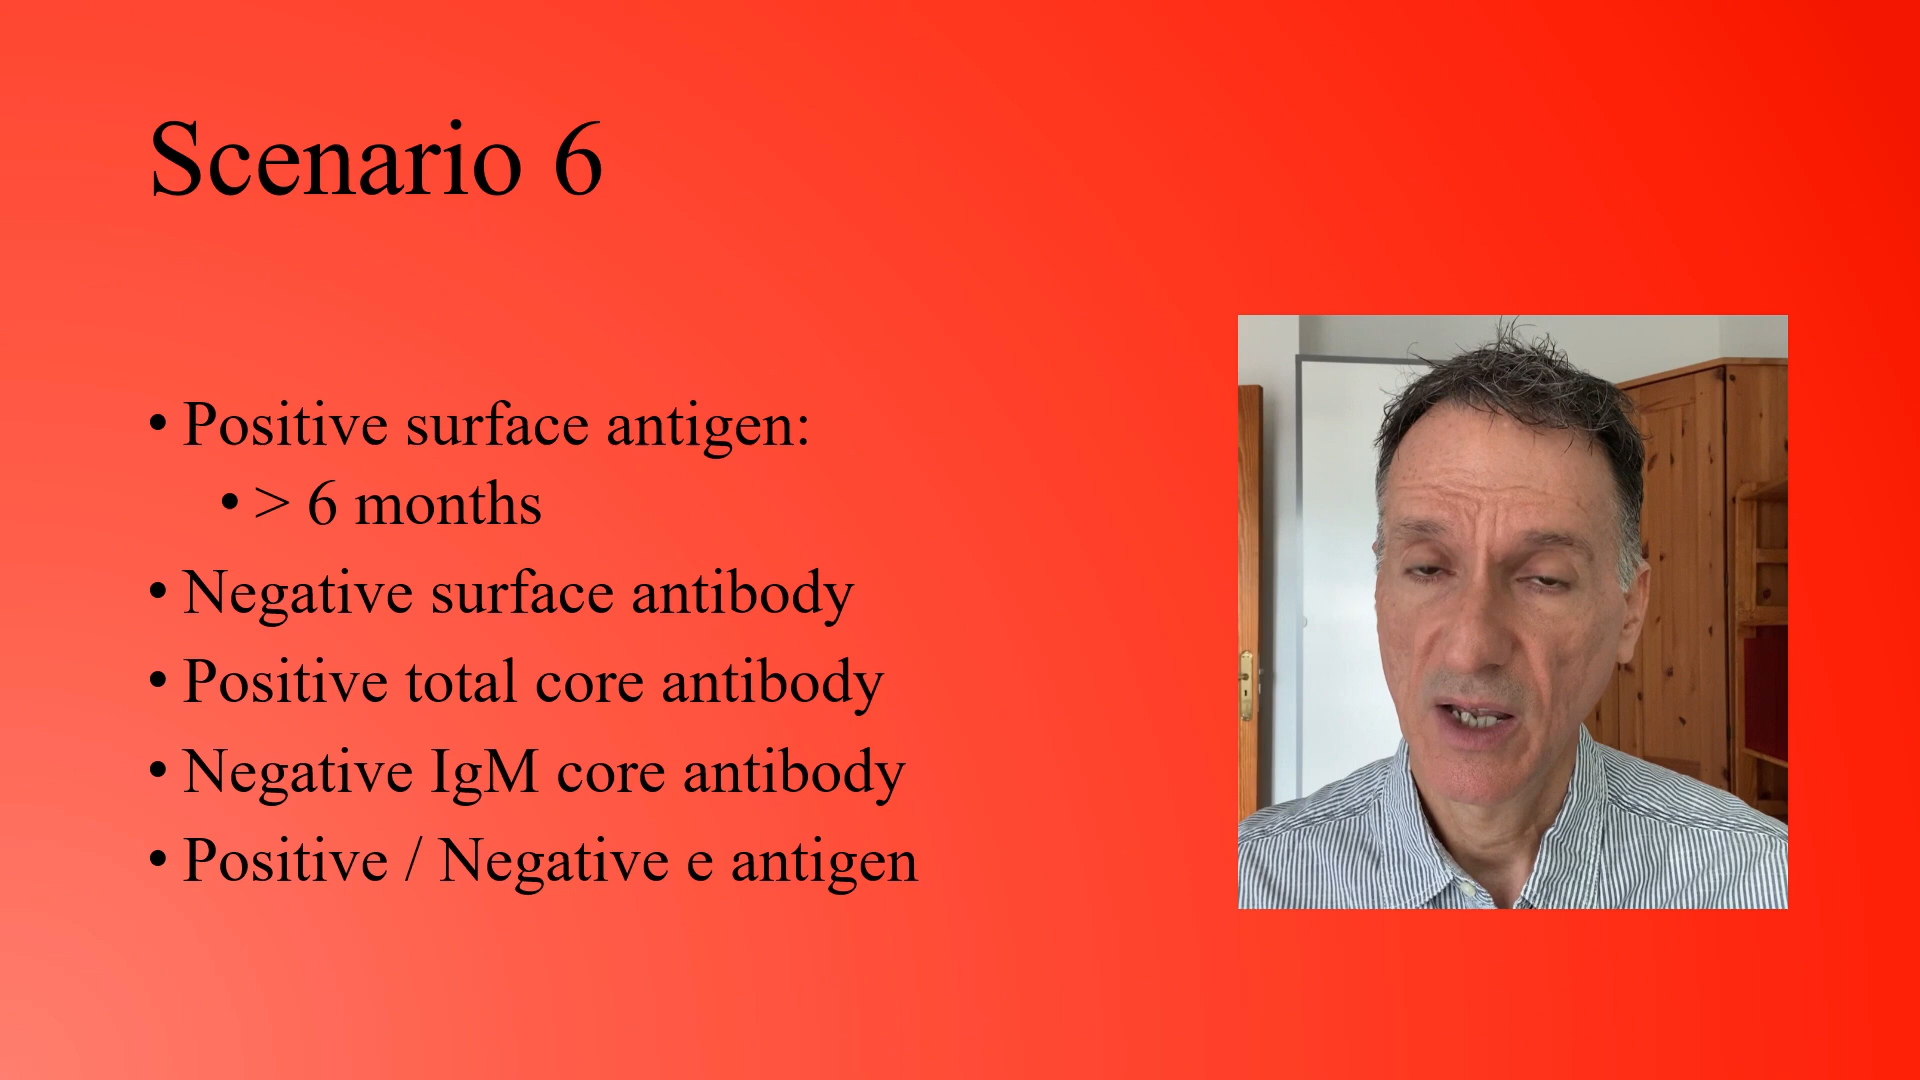 Scenario 6
• Positive surface antigen:
• > 6 months
• Negative surface antibody
• Positive total core antibody
• Negative IgM core antibody
• Positive / Negative e antigen